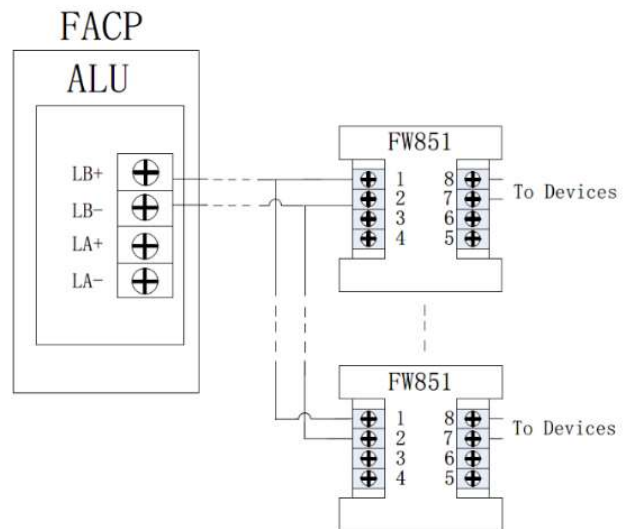 FACP
ALU
LB+
LB-
LA+
LA-
FW851
1 8
2 7
3 6
4 5
To Devices
FW851
1 8
2 7
3 6
4 5
To Devices